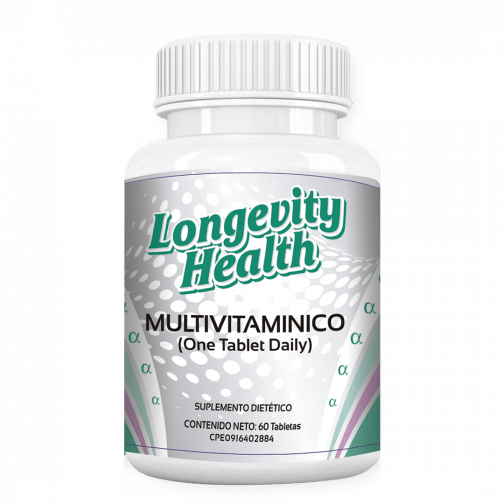 Longevity
Health
MULTIVITAMINICO
(One Tablet Daily)
α
α
α
α
α
α
α
α
SUPLEMENTO DIETÉTICO
CONTENIDO NETO: 60 Tabletas
CPE0916402884